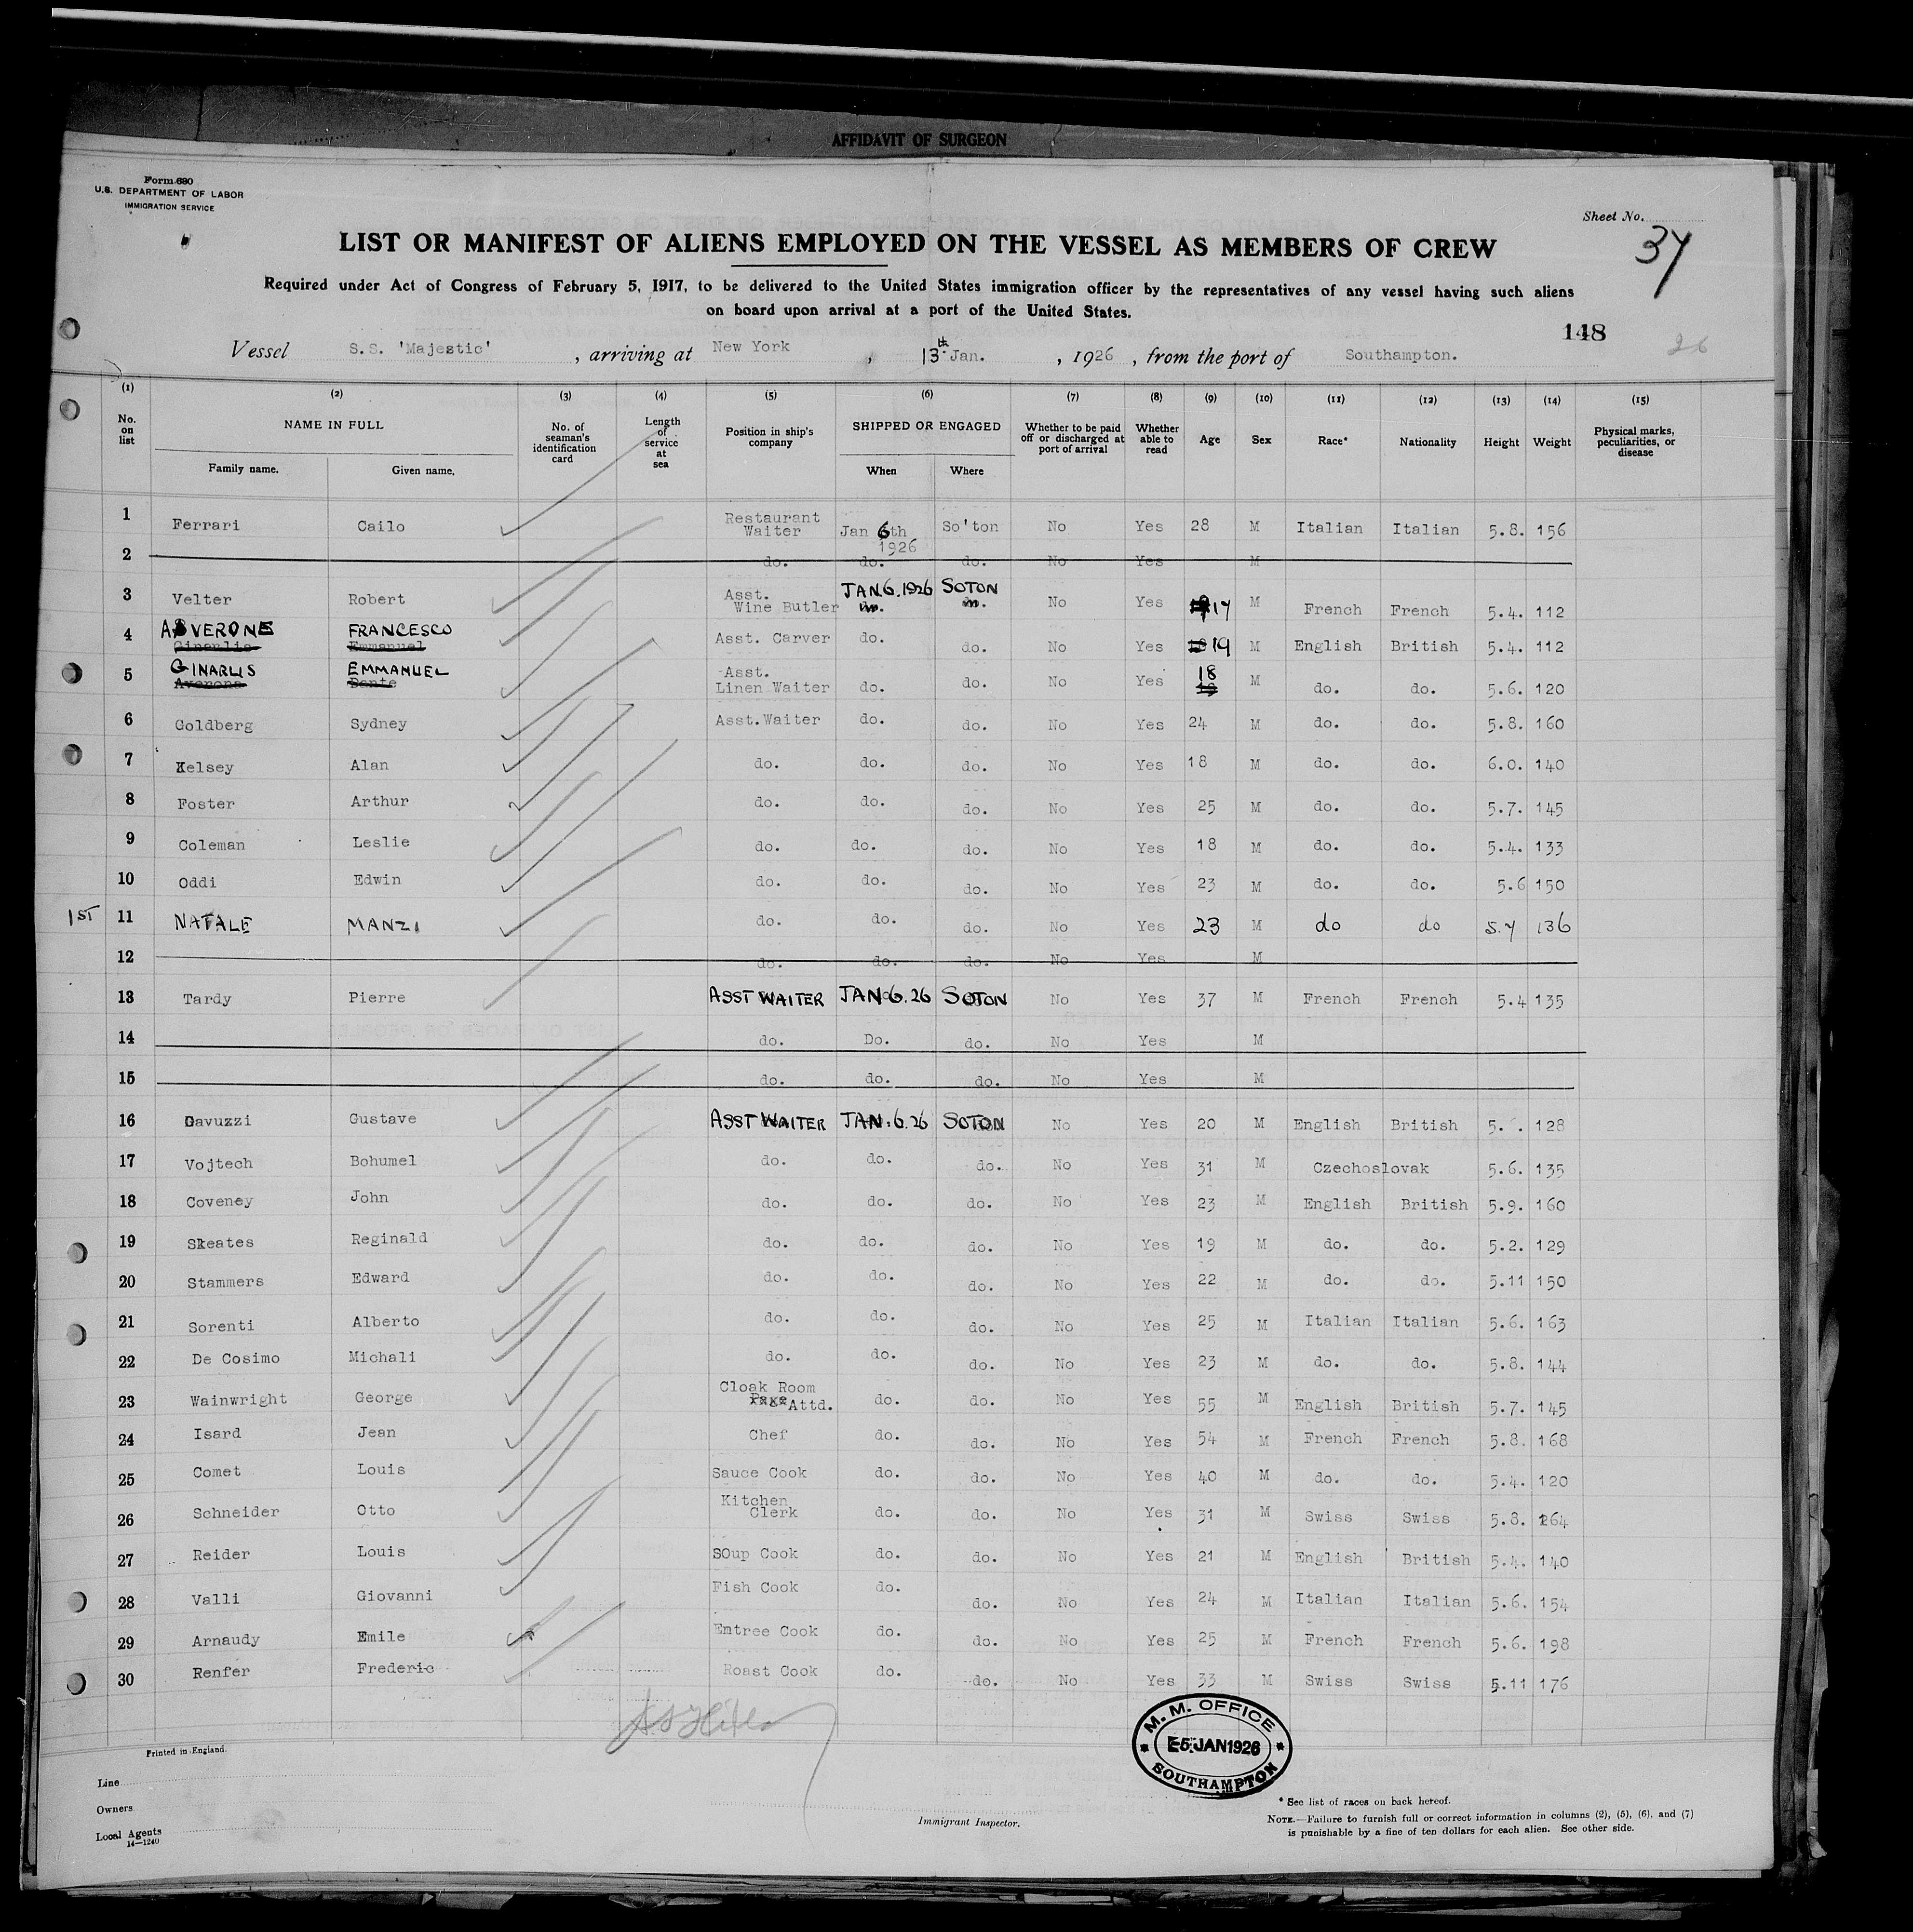 AFFIDAVIT OF SURGEON
Form 680
U.S. DEPARTMENT OF LABOR
IMMIGRATION SERVICE
Sheet No.
LIST OR MANIFEST OF ALIENS EMPLOYED ON THE VESSEL AS MEMBERS OF CREW
Required under Act of Congress of February 5, 1917, to be delivered to the United States immigration officer by the representatives of any vessel having such aliens
on board upon arrival at a port of the United States.
148
26
Vessel S.S. 'Majestic' , arriving at New York , 13th Jan. , 1926 , from the port of Southampton.
(1) (2) (3) (4) (5) (6) (7) (8) (9) (10) (11) (12) (13) (14) (15)
No. on list NAME IN FULL No. of seaman's identification card Length of service at sea Position in ship's company SHIPPED OR ENGAGED Whether to be paid off or discharged at port of arrival Whether able to read Age Sex Race* Nationality Height Weight Physical marks, peculiarities, or disease
Family name. Given name. When Where
1 Ferrari Cailo Restaurant Waiter Jan 6th 1926 So'ton No Yes 28 M Italian Italian 5.8. 156
2 do. do. do. No Yes M
3 Velter Robert Asst. Wine Butler JAN 6. 1926 SOTON No Yes 17 M French French 5.4. 112
4 AVERONE FRANCESCO Ginarlis Emmanuel Asst. Carver do. do. No Yes 19 M English British 5.4. 112
5 GINARLIS EMMANUEL Averone Dante Asst. Linen Waiter do. do. No Yes 18 M do. do. 5.6. 120
6 Goldberg Sydney Asst.Waiter do. do. No Yes 24 M do. do. 5.8. 160
7 Kelsey Alan do. do. do. No Yes 18 M do. do. 6.0. 140
8 Foster Arthur do. do. do. No Yes 25 M do. do. 5.7. 145
9 Coleman Leslie do. do. do. No Yes 18 M do. do. 5.4. 133
10 Oddi Edwin do. do. do. No Yes 23 M do. do. 5.6 150
1ST 11 NATALE MANZI do. do. do. No Yes 23 M do do 5.7 136
12 do. do. do. No Yes M
13 Tardy Pierre ASST WAITER JAN 6. 26 SOTON No Yes 37 M French French 5.4 135
14 do. Do. do. No Yes M
15 do. do. do. No Yes M
16 Gavuzzi Gustave ASST WAITER JAN. 6. 26 SOTON No Yes 20 M English British 5. . 128
17 Vojtech Bohumel do. do. do. No Yes 31 M Czechoslovak 5.6. 135
18 Coveney John do. do. do. No Yes 23 M English British 5.9. 160
19 Skeates Reginald do. do. do. No Yes 19 M do. do. 5.2. 129
20 Stammers Edward do. do. do. No Yes 22 M do. do. 5.11 150
21 Sorenti Alberto do. do. do. No Yes 25 M Italian Italian 5.6. 163
22 De Cosimo Michali do. do. do. No Yes 23 M do. do. 5.8. 144
23 Wainwright George Cloak Room Attd. do. do. No Yes 55 M English British 5.7. 145
24 Isard Jean Chef do. do. No Yes 54 M French French 5.8. 168
25 Comet Louis Sauce Cook do. do. No Yes 40 M do. do. 5.4. 120
26 Schneider Otto Kitchen Clerk do. do. No Yes 31 M Swiss Swiss 5.8. 264
27 Reider Louis SOup Cook do. do. No Yes 21 M English British 5.4. 140
28 Valli Giovanni Fish Cook do. do. No Yes 24 M Italian Italian 5.6. 154
29 Arnaudy Emile Entree Cook do. do. No Yes 25 M French French 5.6. 198
30 Renfer Frederic Roast Cook do. do. No Yes 33 M Swiss Swiss 5.11 176
M. M. OFFICE
5 JAN 1926
SOUTHAMPTON
Printed in England.
Line
Owners
Local Agents
14—1240
Immigrant Inspector.
* See list of races on back hereof.
NOTE.—Failure to furnish full or correct information in columns (2), (5), (6), and (7)
is punishable by a fine of ten dollars for each alien. See other side.